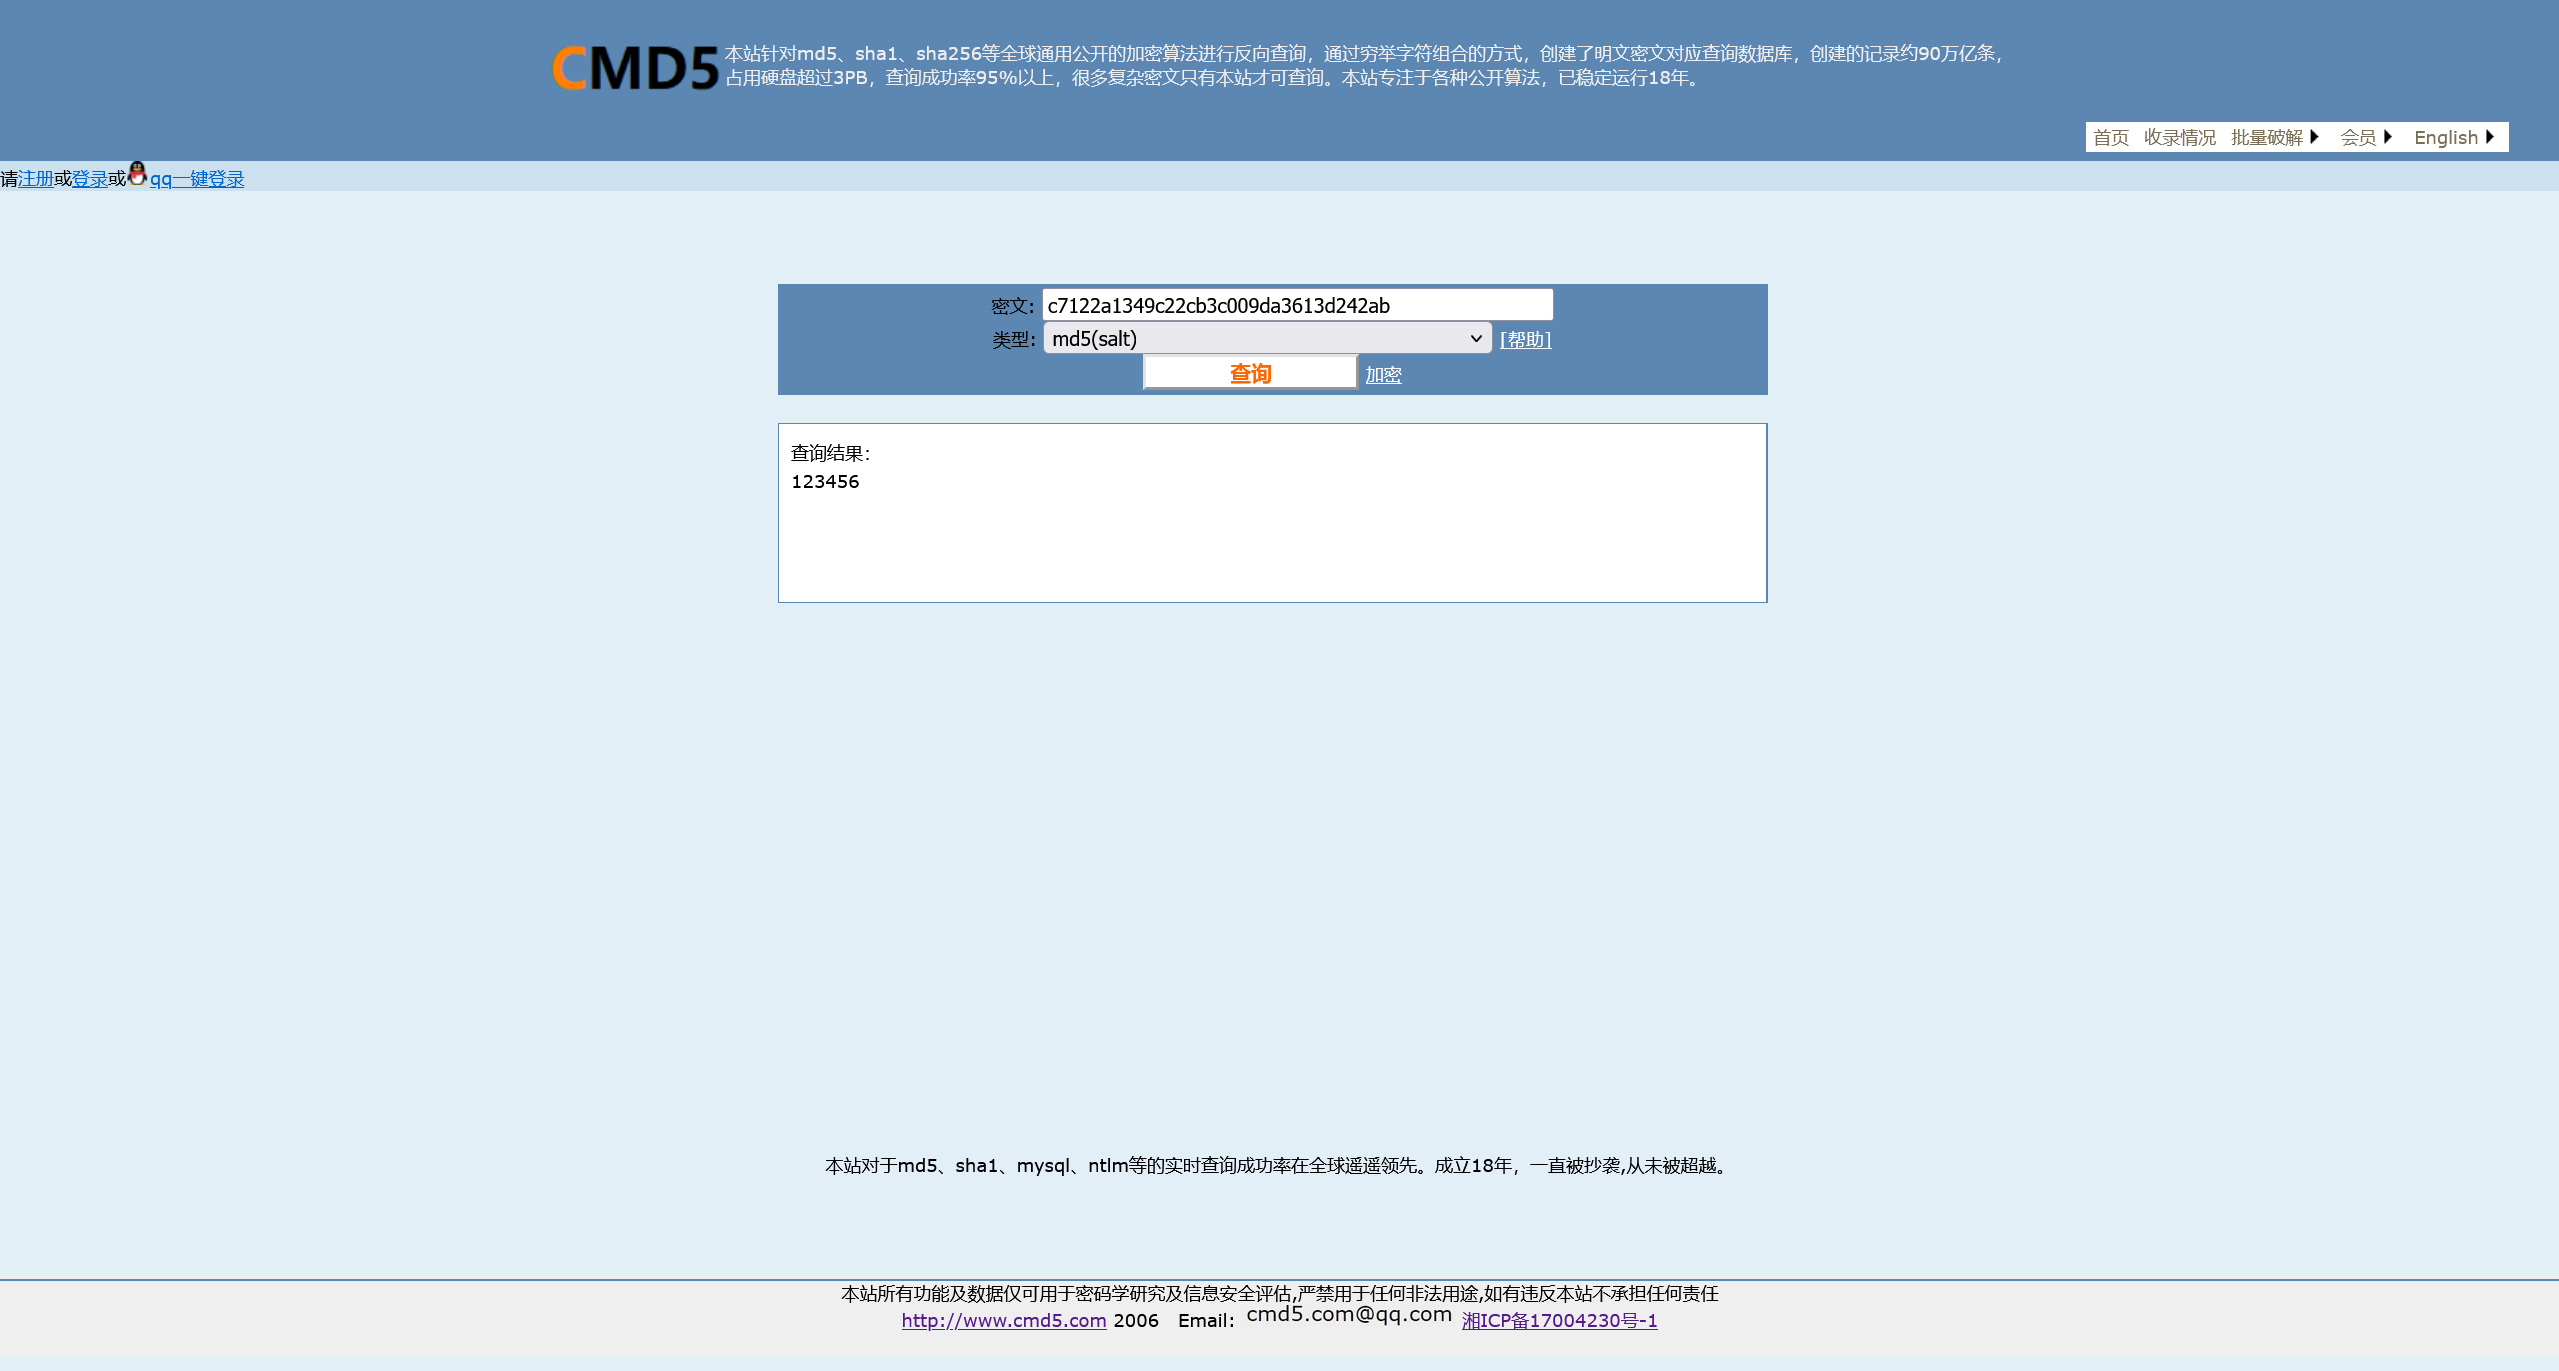 CMD5
本站针对md5、sha1、sha256等全球通用公开的加密算法进行反向查询，通过穷举字符组合的方式，创建了明文密文对应查询数据库，创建的记录约90万亿条，
占用硬盘超过3PB，查询成功率95%以上，很多复杂密文只有本站才可查询。本站专注于各种公开算法，已稳定运行18年。
首页 收录情况 批量破解 会员 English
请注册或登录或qq一键登录
密文: c7122a1349c22cb3c009da3613d242ab
类型: md5(salt) [帮助]
查询 加密
查询结果:
123456
本站对于md5、sha1、mysql、ntlm等的实时查询成功率在全球遥遥领先。成立18年，一直被抄袭,从未被超越。
本站所有功能及数据仅可用于密码学研究及信息安全评估,严禁用于任何非法用途,如有违反本站不承担任何责任
http://www.cmd5.com 2006 Email: cmd5.com@qq.com 湘ICP备17004230号-1